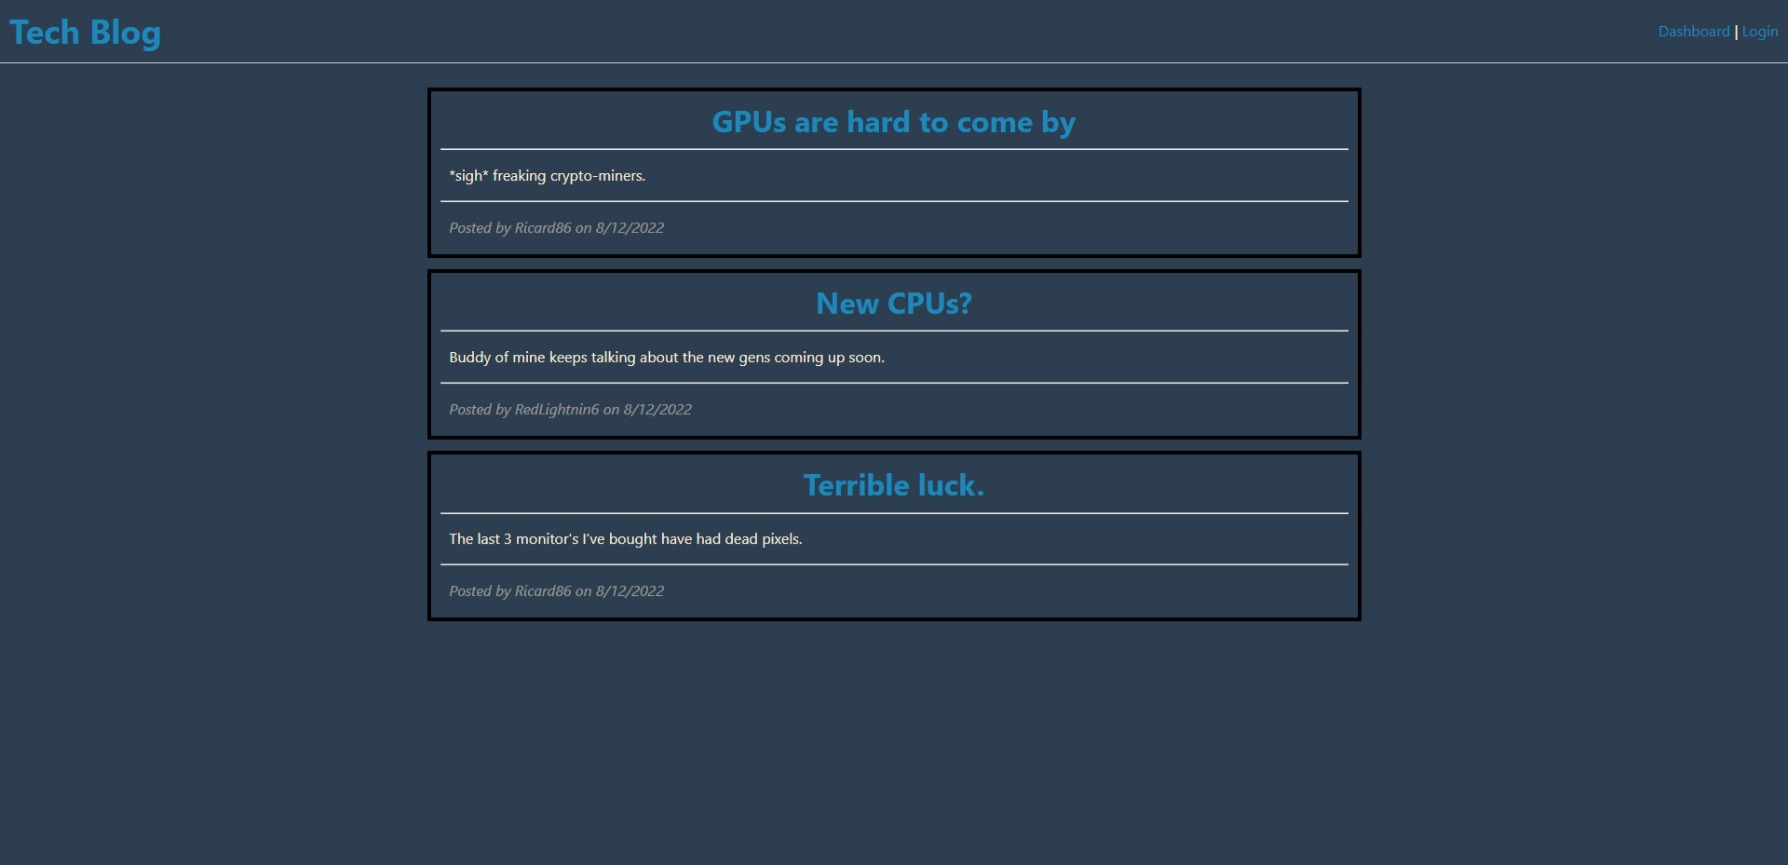 Tech Blog
Dashboard | Login
GPUs are hard to come by
*sigh* freaking crypto-miners.
Posted by Ricard86 on 8/12/2022
New CPUs?
Buddy of mine keeps talking about the new gens coming up soon.
Posted by RedLightnin6 on 8/12/2022
Terrible luck.
The last 3 monitor's I've bought have had dead pixels.
Posted by Ricard86 on 8/12/2022